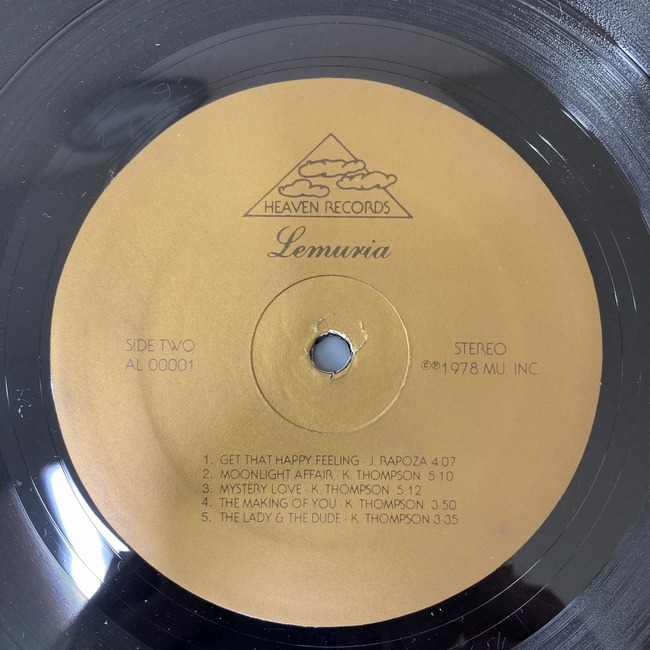 HEAVEN RECORDS
Lemuria
SIDE TWO
AL 00001
STEREO
©℗1978 MU. INC
1. GET THAT HAPPY FEELING - J. RAPOZA 4:07
2. MOONLIGHT AFFAIR - K. THOMPSON 5:10
3. MYSTERY LOVE - K. THOMPSON 5:12
4. THE MAKING OF YOU - K. THOMPSON 3:50
5. THE LADY & THE DUDE - K. THOMPSON 3:35